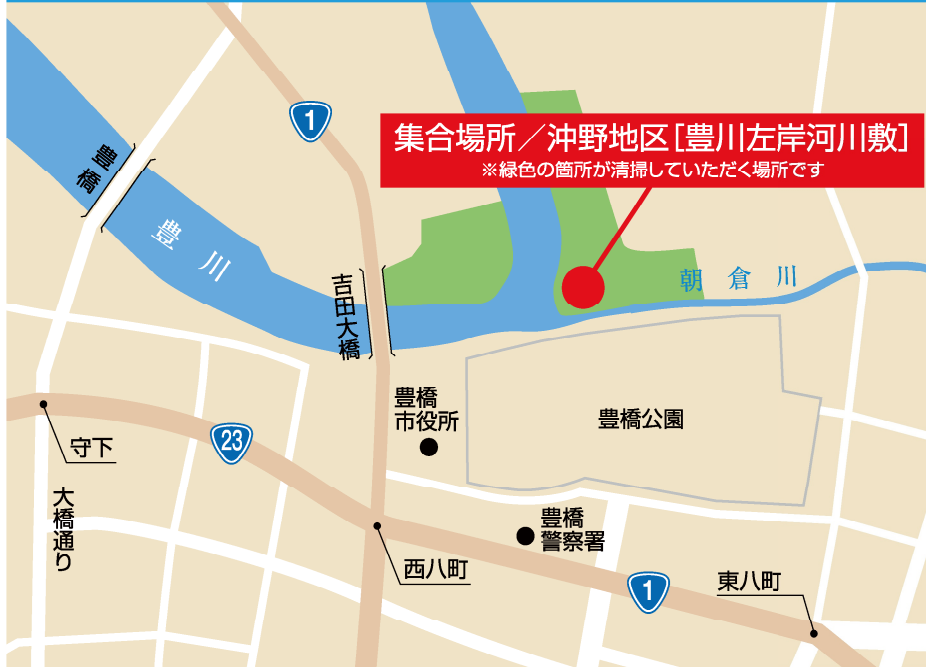 1
集合場所／沖野地区［豊川左岸河川敷］
※緑色の箇所が清掃していただく場所です
豊橋
豊川
朝倉川
吉田大橋
豊橋
市役所
豊橋公園
23
守下
大橋通り
豊橋
警察署
西八町
1
東八町